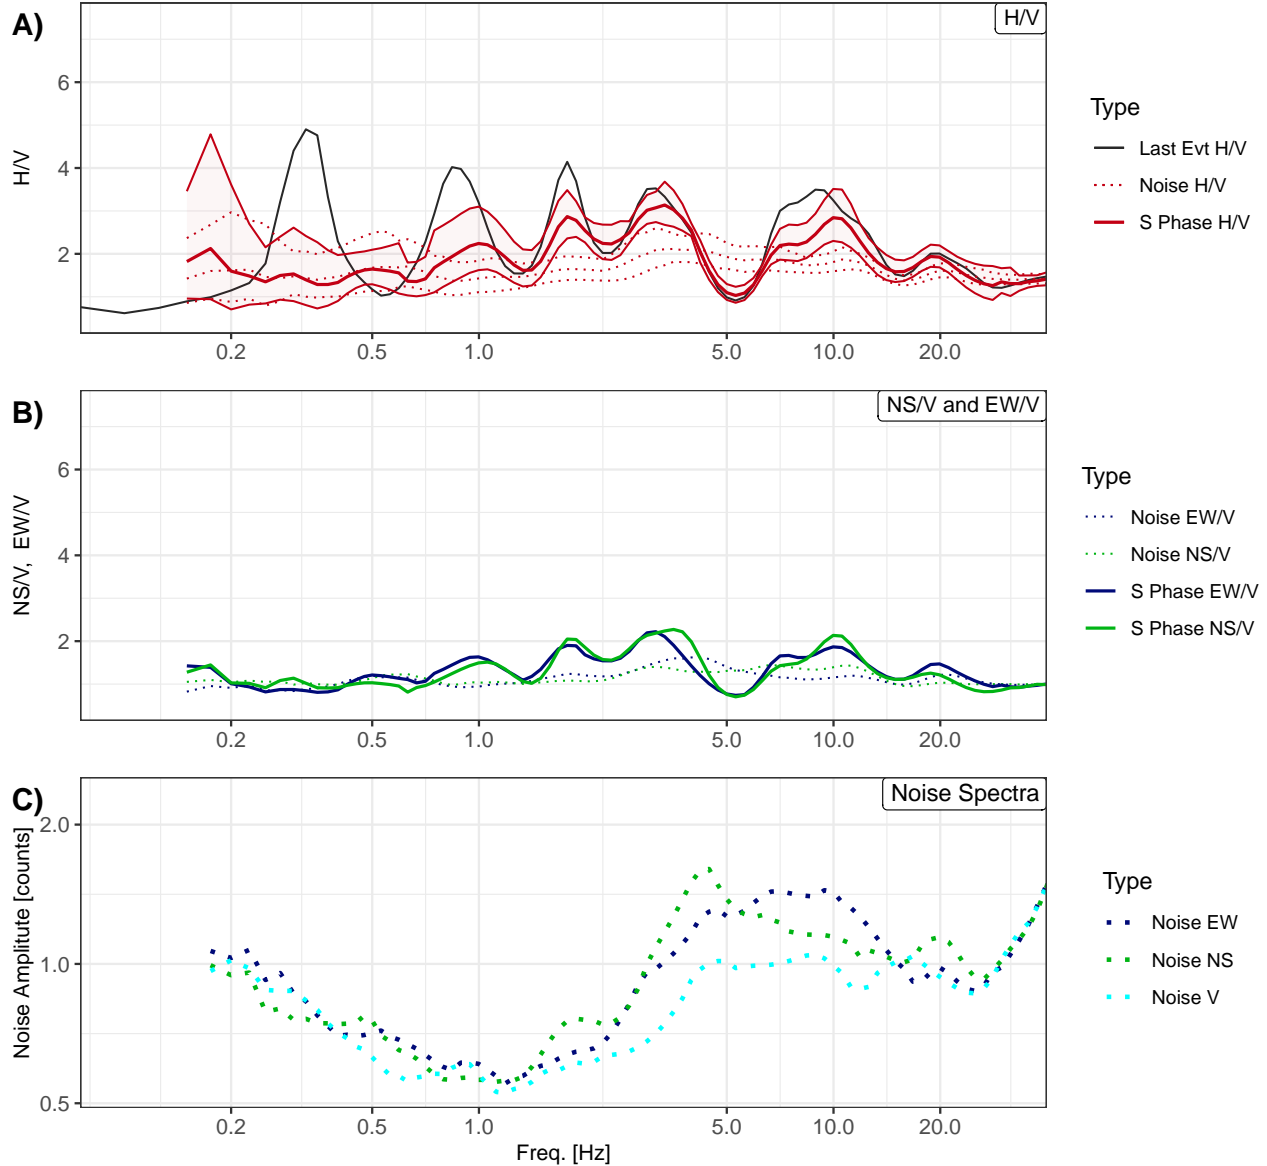 A)
H/V
6
4
2
H/V
0.2 0.5 1.0 5.0 10.0 20.0
Type
Last Evt H/V
Noise H/V
S Phase H/V
B)
NS/V and EW/V
6
4
2
NS/V, EW/V
0.2 0.5 1.0 5.0 10.0 20.0
Type
Noise EW/V
Noise NS/V
S Phase EW/V
S Phase NS/V
C)
Noise Spectra
2.0
1.0
0.5
Noise Amplitute [counts]
0.2 0.5 1.0 5.0 10.0 20.0
Freq. [Hz]
Type
Noise EW
Noise NS
Noise V